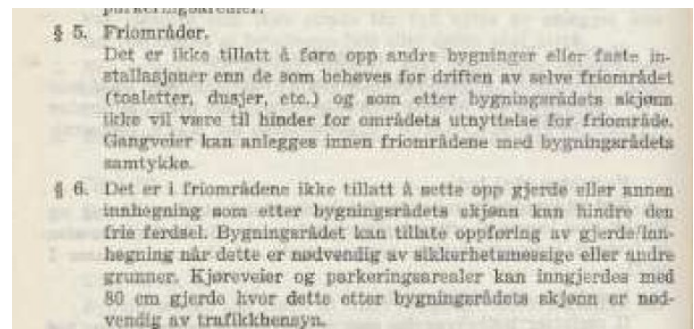 parkeringsarealer.
§ 5. Friområder.
Det er ikke tillatt å føre opp andre bygninger eller faste in-
stallasjoner enn de som behøves for driften av selve friområdet
(toaletter, dusjer, etc.) og som etter bygningsrådets skjønn
ikke vil være til hinder for områdets utnyttelse for friområde.
Gangveier kan anlegges innen friområdene med bygningsrådets
samtykke.
§ 6. Det er i friområdene ikke tillatt å sette opp gjerde eller annen
innhegning som etter bygningsrådets skjønn kan hindre den
frie ferdsel. Bygningsrådet kan tillate oppføring av gjerde/inn-
hegning når dette er nødvendig av sikkerhetsmessige eller andre
grunner. Kjøreveier og parkeringsarealer kan inngjerdes med
80 cm gjerde hvor dette etter bygningsrådets skjønn er nød-
vendig av trafikkhensyn.